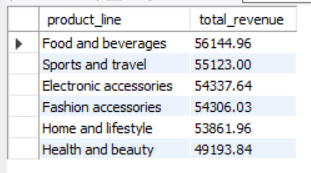 product_line total_revenue
Food and beverages 56144.96
Sports and travel 55123.00
Electronic accessories 54337.64
Fashion accessories 54306.03
Home and lifestyle 53861.96
Health and beauty 49193.84